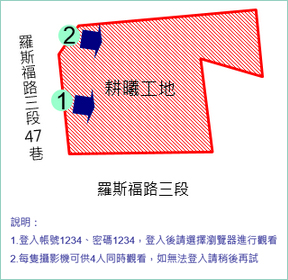 2
耕曦工地
1
羅斯福路三段47巷
羅斯福路三段
說明：
1.登入帳號1234、密碼1234，登入後請選擇瀏覽器進行觀看
2.每隻攝影機可供4人同時觀看，如無法登入請稍後再試